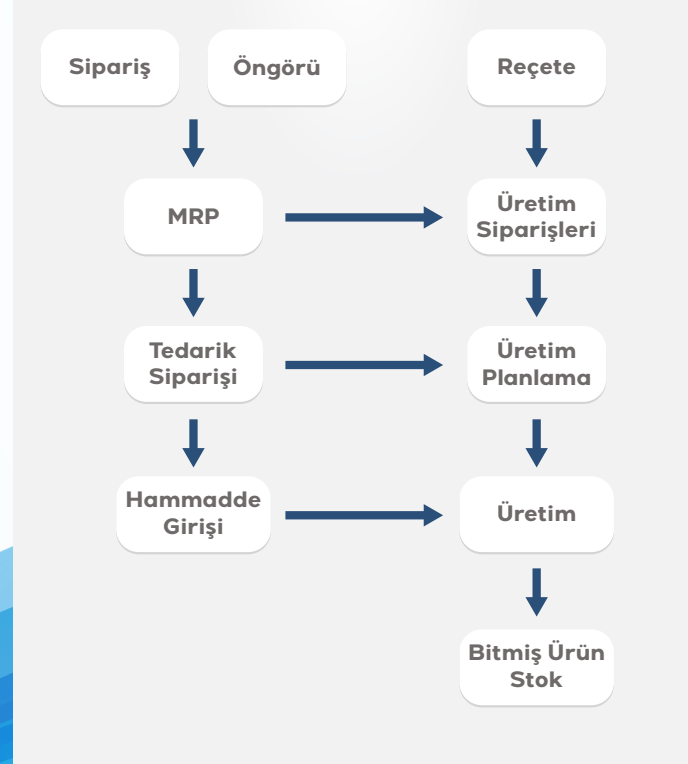 Sipariş
Öngörü
Reçete
MRP
Üretim
Siparişleri
Tedarik
Siparişi
Üretim
Planlama
Hammadde
Girişi
Üretim
Bitmiş Ürün
Stok